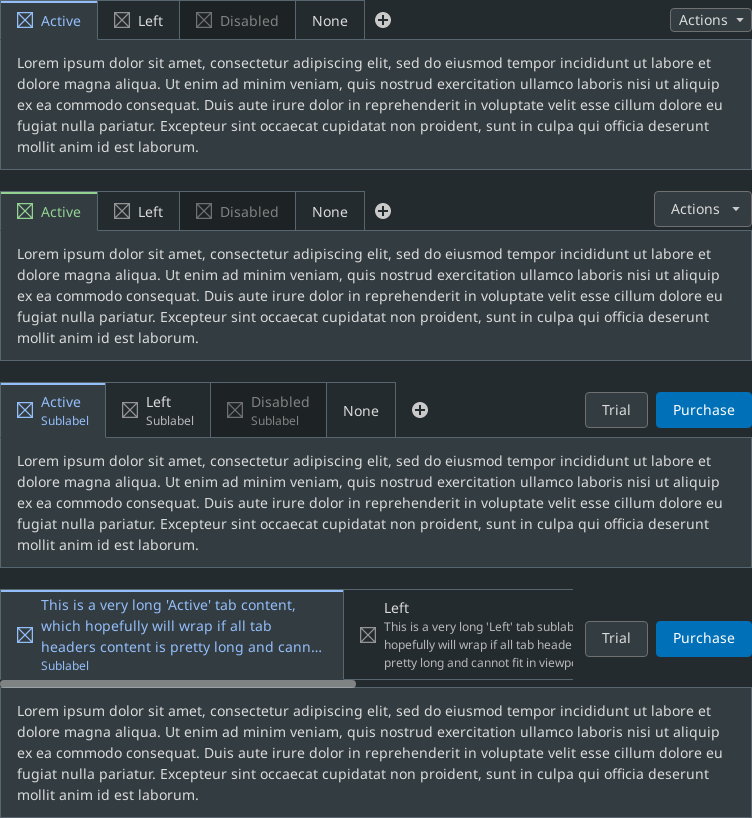 Active Left Disabled None Actions
Lorem ipsum dolor sit amet, consectetur adipiscing elit, sed do eiusmod tempor incididunt ut labore et
dolore magna aliqua. Ut enim ad minim veniam, quis nostrud exercitation ullamco laboris nisi ut aliquip
ex ea commodo consequat. Duis aute irure dolor in reprehenderit in voluptate velit esse cillum dolore eu
fugiat nulla pariatur. Excepteur sint occaecat cupidatat non proident, sunt in culpa qui officia deserunt
mollit anim id est laborum.
Active Left Disabled None Actions
Lorem ipsum dolor sit amet, consectetur adipiscing elit, sed do eiusmod tempor incididunt ut labore et
dolore magna aliqua. Ut enim ad minim veniam, quis nostrud exercitation ullamco laboris nisi ut aliquip
ex ea commodo consequat. Duis aute irure dolor in reprehenderit in voluptate velit esse cillum dolore eu
fugiat nulla pariatur. Excepteur sint occaecat cupidatat non proident, sunt in culpa qui officia deserunt
mollit anim id est laborum.
Active
Sublabel
Left
Sublabel
Disabled
Sublabel
None
Trial
Purchase
Lorem ipsum dolor sit amet, consectetur adipiscing elit, sed do eiusmod tempor incididunt ut labore et
dolore magna aliqua. Ut enim ad minim veniam, quis nostrud exercitation ullamco laboris nisi ut aliquip
ex ea commodo consequat. Duis aute irure dolor in reprehenderit in voluptate velit esse cillum dolore eu
fugiat nulla pariatur. Excepteur sint occaecat cupidatat non proident, sunt in culpa qui officia deserunt
mollit anim id est laborum.
This is a very long 'Active' tab content,
which hopefully will wrap if all tab
headers content is pretty long and cann...
Sublabel
Left
This is a very long 'Left' tab sublab
hopefully will wrap if all tab heade
pretty long and cannot fit in viewpo
Trial
Purchase
Lorem ipsum dolor sit amet, consectetur adipiscing elit, sed do eiusmod tempor incididunt ut labore et
dolore magna aliqua. Ut enim ad minim veniam, quis nostrud exercitation ullamco laboris nisi ut aliquip
ex ea commodo consequat. Duis aute irure dolor in reprehenderit in voluptate velit esse cillum dolore eu
fugiat nulla pariatur. Excepteur sint occaecat cupidatat non proident, sunt in culpa qui officia deserunt
mollit anim id est laborum.